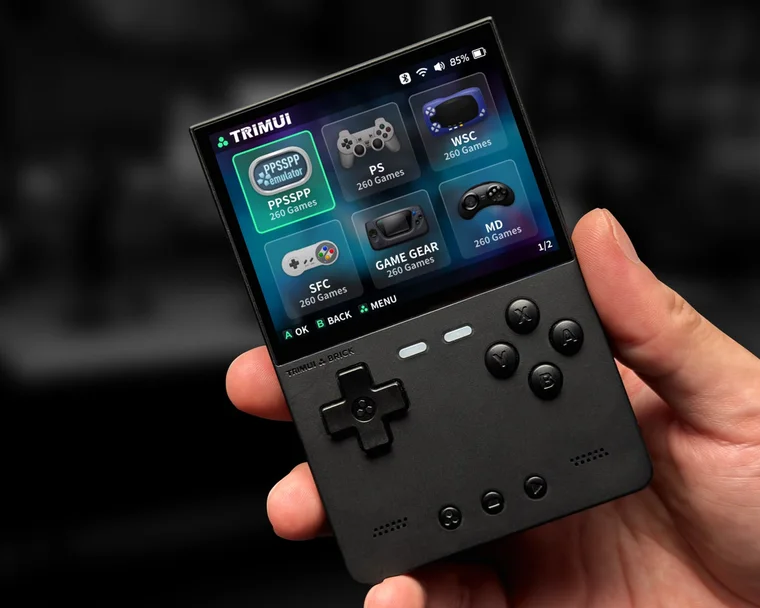 85%
TRIMUI
PPSSPP
emulator
PPSSPP
260 Games
PS
260 Games
WSC
260 Games
SFC
260 Games
GAME GEAR
260 Games
MD
260 Games
1/2
A OK B BACK MENU
TRIMUI BRICK
X
Y
A
B